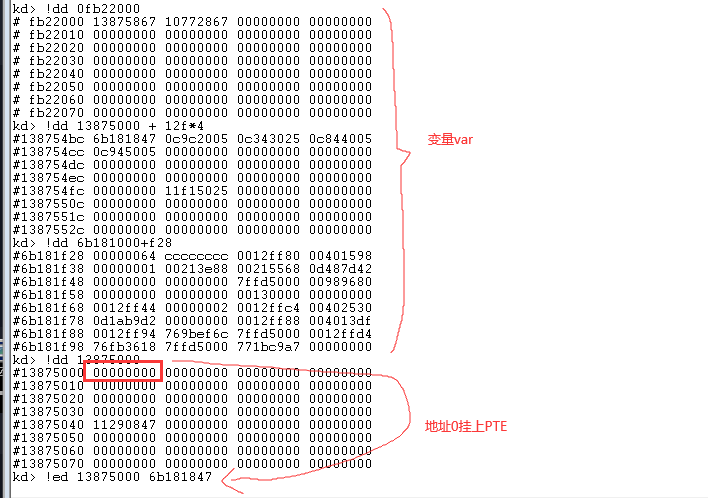 kd> !dd 0fb22000
# fb22000 13875867 10772867 00000000 00000000
# fb22010 00000000 00000000 00000000 00000000
# fb22020 00000000 00000000 00000000 00000000
# fb22030 00000000 00000000 00000000 00000000
# fb22040 00000000 00000000 00000000 00000000
# fb22050 00000000 00000000 00000000 00000000
# fb22060 00000000 00000000 00000000 00000000
# fb22070 00000000 00000000 00000000 00000000
kd> !dd 13875000 + 12f*4
#138754bc 6b181847 0c9c2005 0c343025 0c844005
#138754cc 0c945005 00000000 00000000 00000000
#138754dc 00000000 00000000 00000000 00000000
#138754ec 00000000 00000000 00000000 00000000
#138754fc 00000000 11f15025 00000000 00000000
#1387550c 00000000 00000000 00000000 00000000
#1387551c 00000000 00000000 00000000 00000000
#1387552c 00000000 00000000 00000000 00000000
变量var
kd> !dd 6b181000+f28
#6b181f28 00000064 cccccccc 0012ff80 00401598
#6b181f38 00000001 00213e88 00215568 0d487d42
#6b181f48 00000000 00000000 7ffd5000 00989680
#6b181f58 00000000 00000000 00130000 00000000
#6b181f68 0012ff44 00000002 0012ffc4 00402530
#6b181f78 0d1ab9d2 00000000 0012ff88 004013df
#6b181f88 0012ff94 769bef6c 7ffd5000 0012ffd4
#6b181f98 76fb3618 7ffd5000 771bc9a7 00000000
kd> !dd 13875000
#13875000 00000000 00000000 00000000 00000000
#13875010 00000000 00000000 00000000 00000000
#13875020 00000000 00000000 00000000 00000000
#13875030 00000000 00000000 00000000 00000000
#13875040 11290847 00000000 00000000 00000000
#13875050 00000000 00000000 00000000 00000000
#13875060 00000000 00000000 00000000 00000000
#13875070 00000000 00000000 00000000 00000000
地址0挂上PTE
kd> !ed 13875000 6b181847